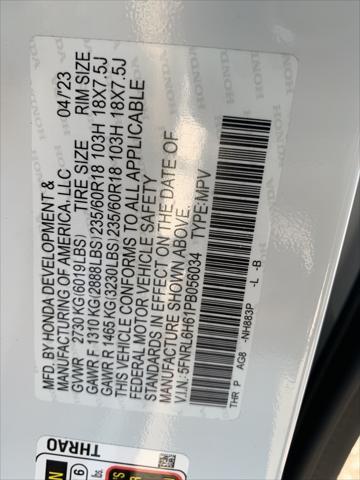 MFD. BY HONDA DEVELOPMENT & 04/'23
MANUFACTURING OF AMERICA, LLC
GVWR 2730 KG(6019LBS) TIRE SIZE RIM SIZE
GAWR F 1310 KG(2888LBS)235/60R18 103H 18X7.5J
GAWR R 1465 KG(3230LBS)235/60R18 103H 18X7.5J
THIS VEHICLE CONFORMS TO ALL APPLICABLE
FEDERAL MOTOR VEHICLE SAFETY
STANDARDS IN EFFECT ON THE DATE OF
MANUFACTURE SHOWN ABOVE.
V.I.N.:5FNRL6H61PB056034 TYPE:MPV
THR P AG8 -NH883P -L -B
THRAO
HONDA HONDA HONDA